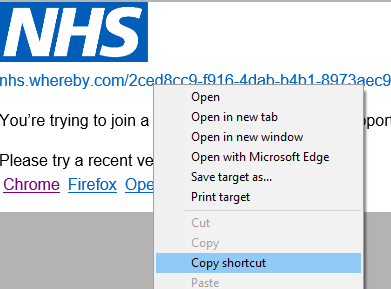 NHS
nhs.whereby.com/2ced8cc9-f916-4dab-b4b1-8973aec9
You're trying to join a
Please try a recent
Chrome Firefox
Open
Open in new tab
Open in new window
Open with Microsoft Edge
Save target as...
Print target
Cut
Copy
Copy shortcut
Paste